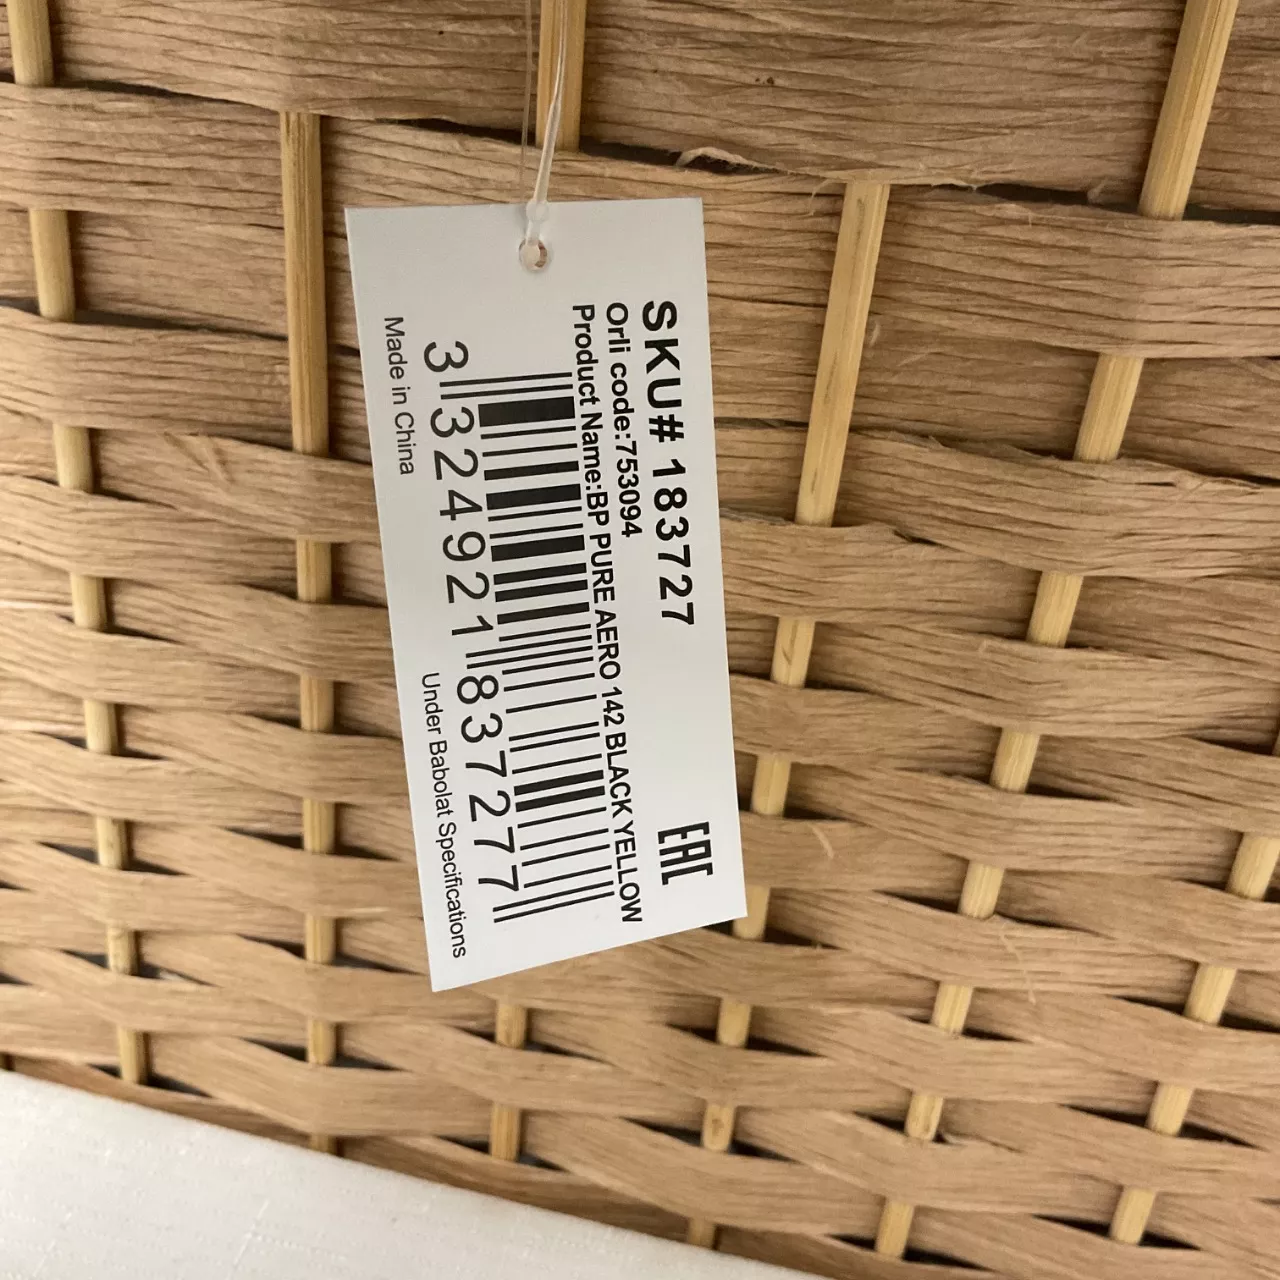 SKU# 183727
Orli code:753094
Product Name:BP PURE AERO 142 BLACK YELLOW
EAC
3 324921 837277
Made in China
Under Babolat Specifications